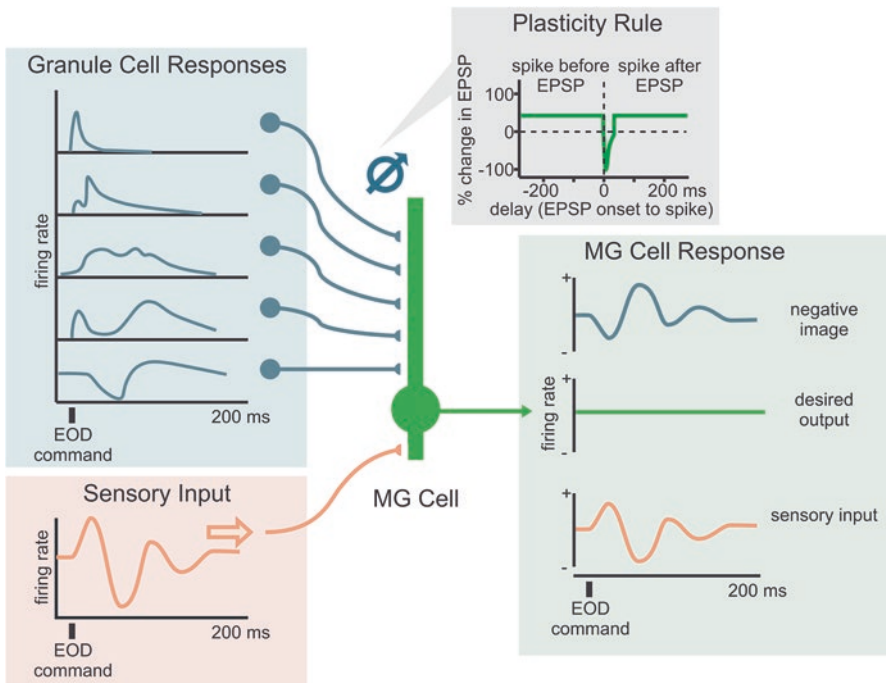 Plasticity Rule
spike before
EPSP
spike after
EPSP
% change in EPSP
100
0
-100
-200
0
200 ms
delay (EPSP onset to spike)
Granule Cell Responses
firing rate
200 ms
EOD
command
Sensory Input
firing rate
200 ms
EOD
command
MG Cell
MG Cell Response
+
-
negative
image
firing rate
+
-
desired
output
+
-
sensory input
200 ms
EOD
command